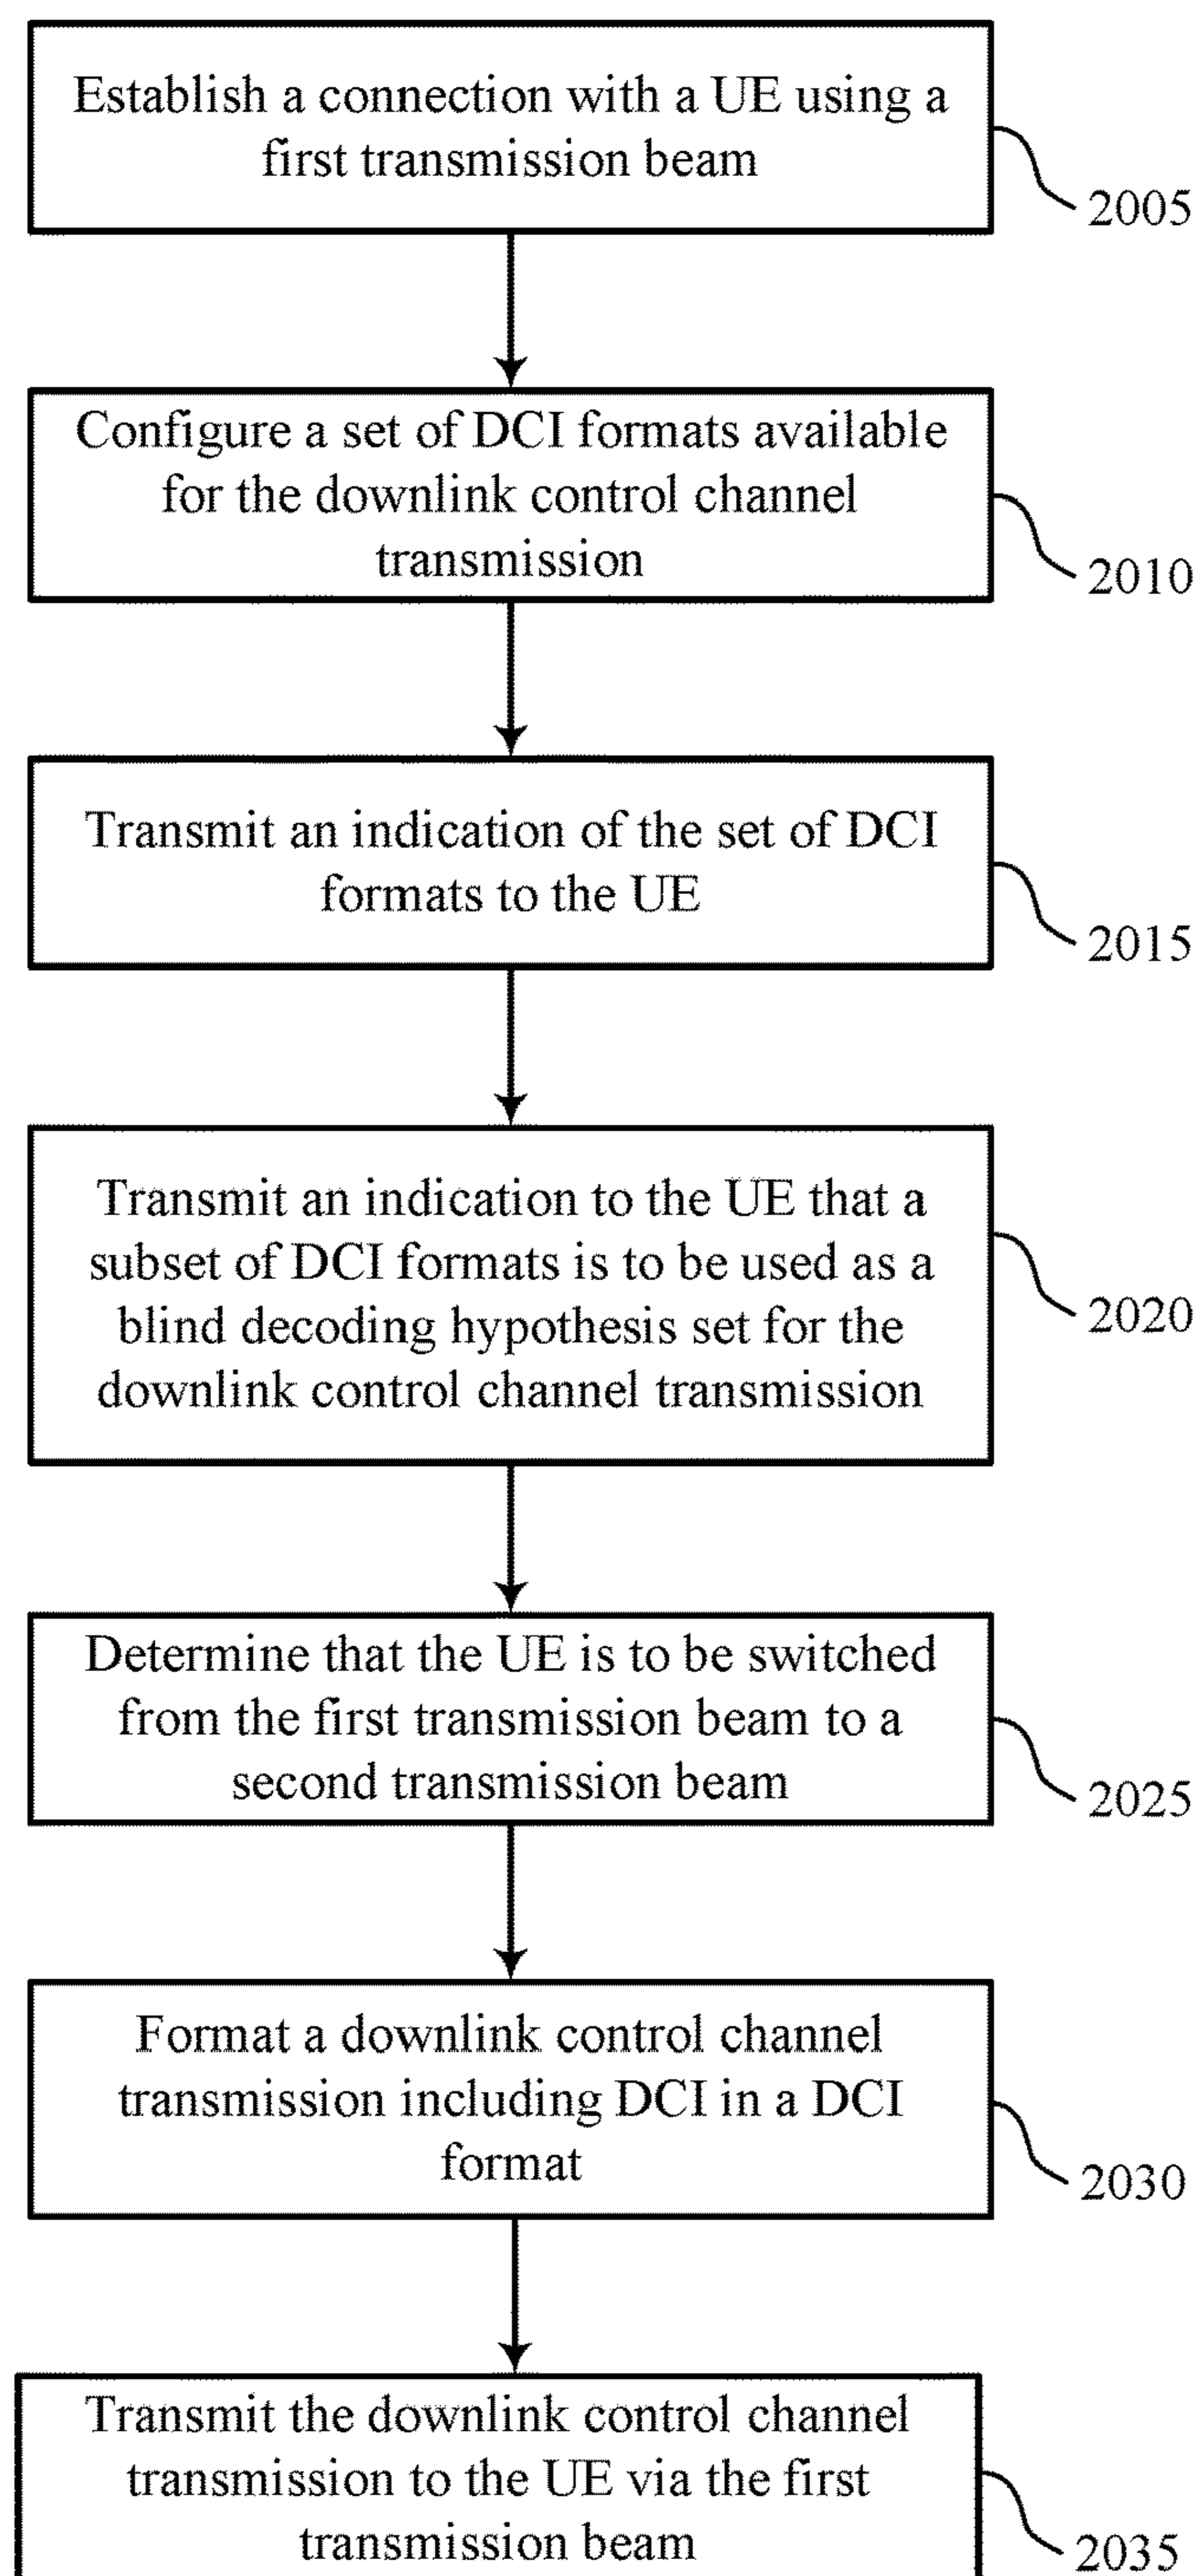 Establish a connection with a UE using a
first transmission beam
2005
Configure a set of DCI formats available
for the downlink control channel
transmission
2010
Transmit an indication of the set of DCI
formats to the UE
2015
Transmit an indication to the UE that a
subset of DCI formats is to be used as a
blind decoding hypothesis set for the
downlink control channel transmission
2020
Determine that the UE is to be switched
from the first transmission beam to a
second transmission beam
2025
Format a downlink control channel
transmission including DCI in a DCI
format
2030
Transmit the downlink control channel
transmission to the UE via the first
transmission beam
2035